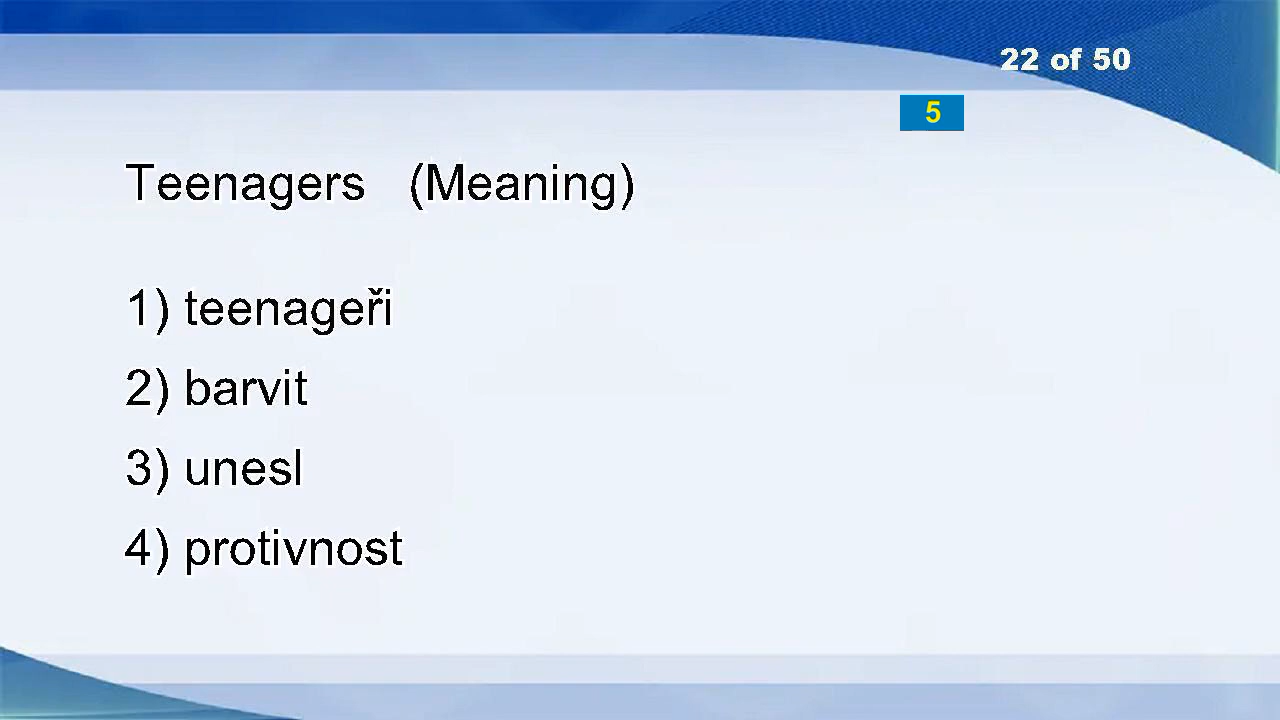 22 of 50
5
Teenagers (Meaning)
1) teenageři
2) barvit
3) unesl
4) protivnost